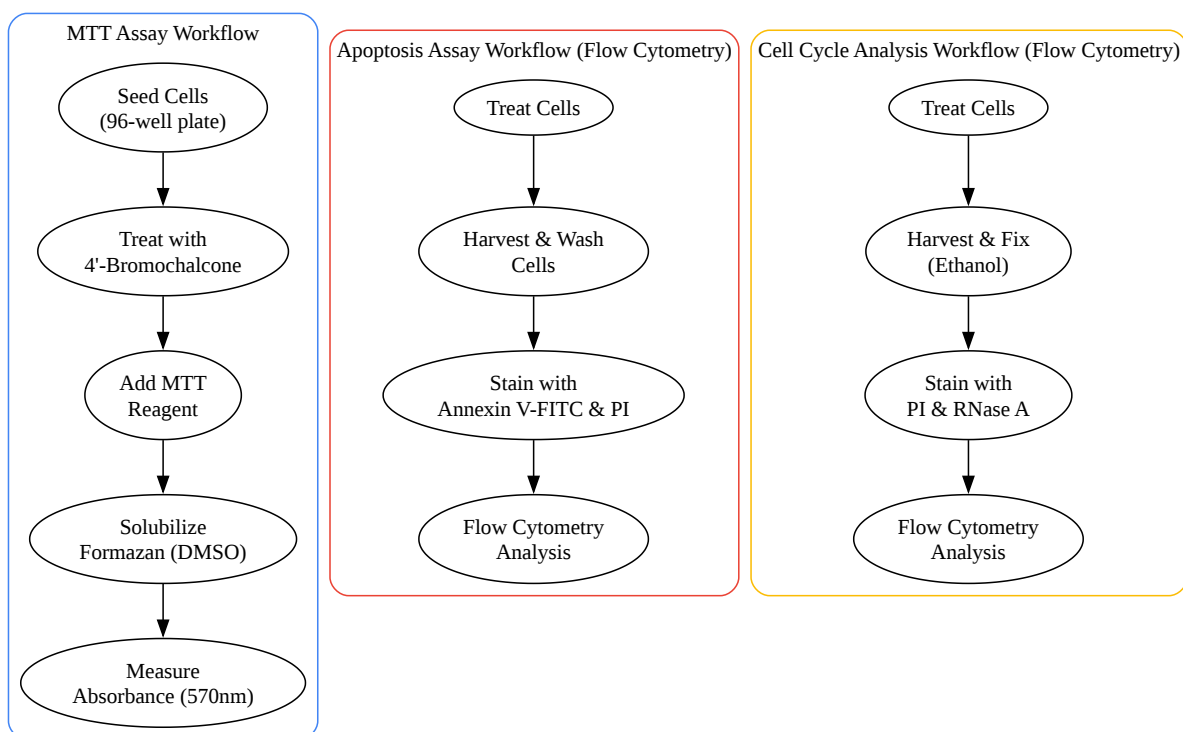 MTT Assay Workflow
Seed Cells
(96-well plate)
Treat with
4'-Bromochalcone
Add MTT
Reagent
Solubilize
Formazan (DMSO)
Measure
Absorbance (570nm)
Apoptosis Assay Workflow (Flow Cytometry)
Treat Cells
Harvest & Wash
Cells
Stain with
Annexin V-FITC & PI
Flow Cytometry
Analysis
Cell Cycle Analysis Workflow (Flow Cytometry)
Treat Cells
Harvest & Fix
(Ethanol)
Stain with
PI & RNase A
Flow Cytometry
Analysis